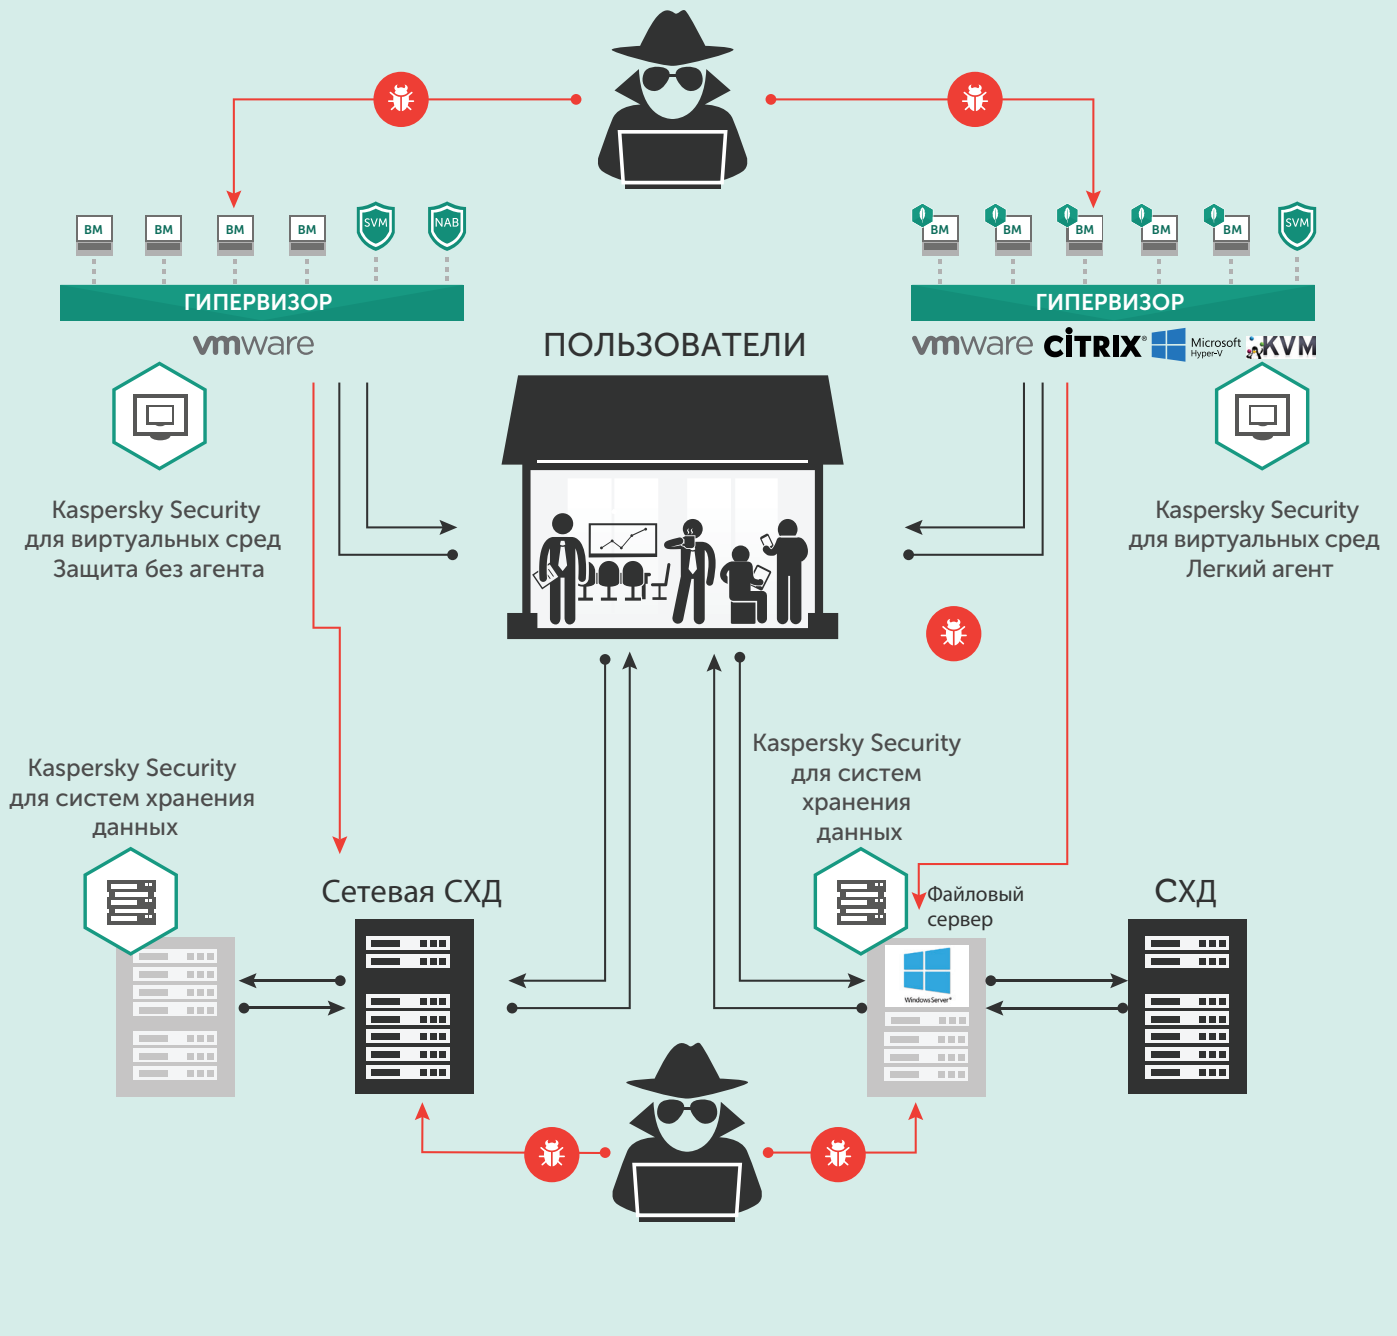 ВМ
ВМ
ВМ
ВМ
SVM
NAB
ГИПЕРВИЗОР
vmware
Kaspersky Security
для виртуальных сред
Защита без агента
ВМ
ВМ
ВМ
ВМ
ВМ
SVM
ГИПЕРВИЗОР
vmware
CİTRIX®
Microsoft
Hyper-V
KVM
Kaspersky Security
для виртуальных сред
Легкий агент
ПОЛЬЗОВАТЕЛИ
Kaspersky Security
для систем хранения
данных
Сетевая СХД
Kaspersky Security
для систем
хранения
данных
Файловый
сервер
Windows Server®
СХД